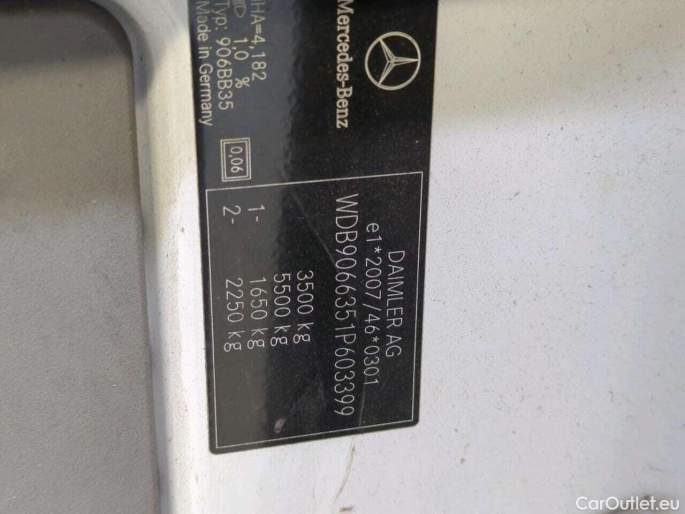 Mercedes-Benz
HA=4,182
1,0 %
Typ: 906BB35
Made in Germany
0,06
DAIMLER AG
e1*2007/46*0301
WDB9066351P603399
3500 kg
5500 kg
1- 1650 kg
2- 2250 kg
CarOutlet.eu